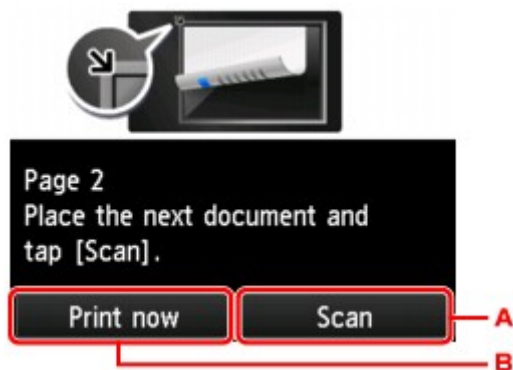 Page 2
Place the next document and
tap [Scan].
Print now Scan A
B